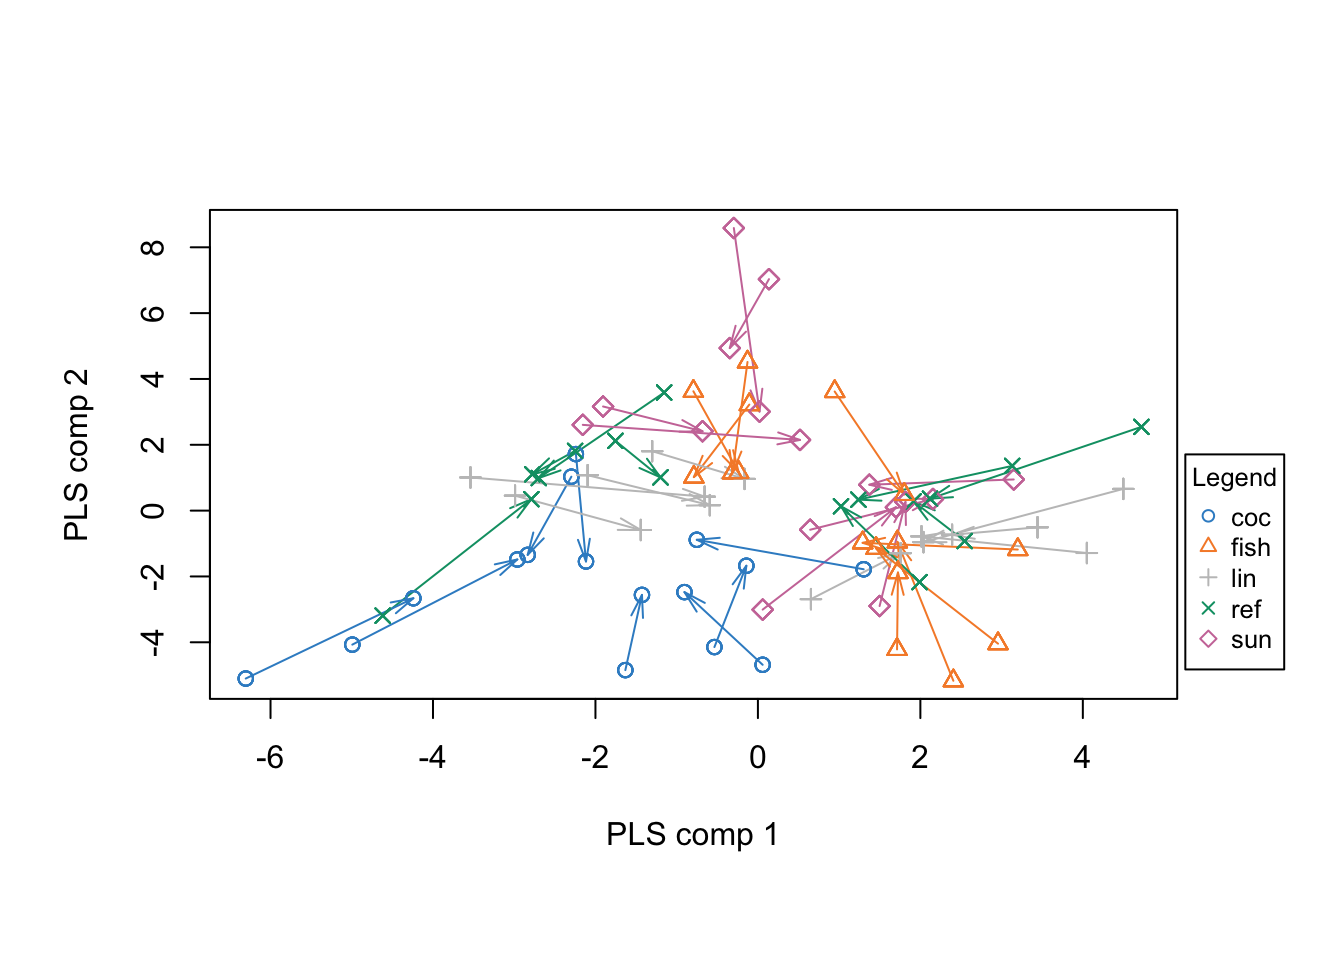 8
6
4
2
0
-2
-4
PLS comp 2
-6 -4 -2 0 2 4
PLS comp 1
Legend
coc
fish
lin
ref
sun